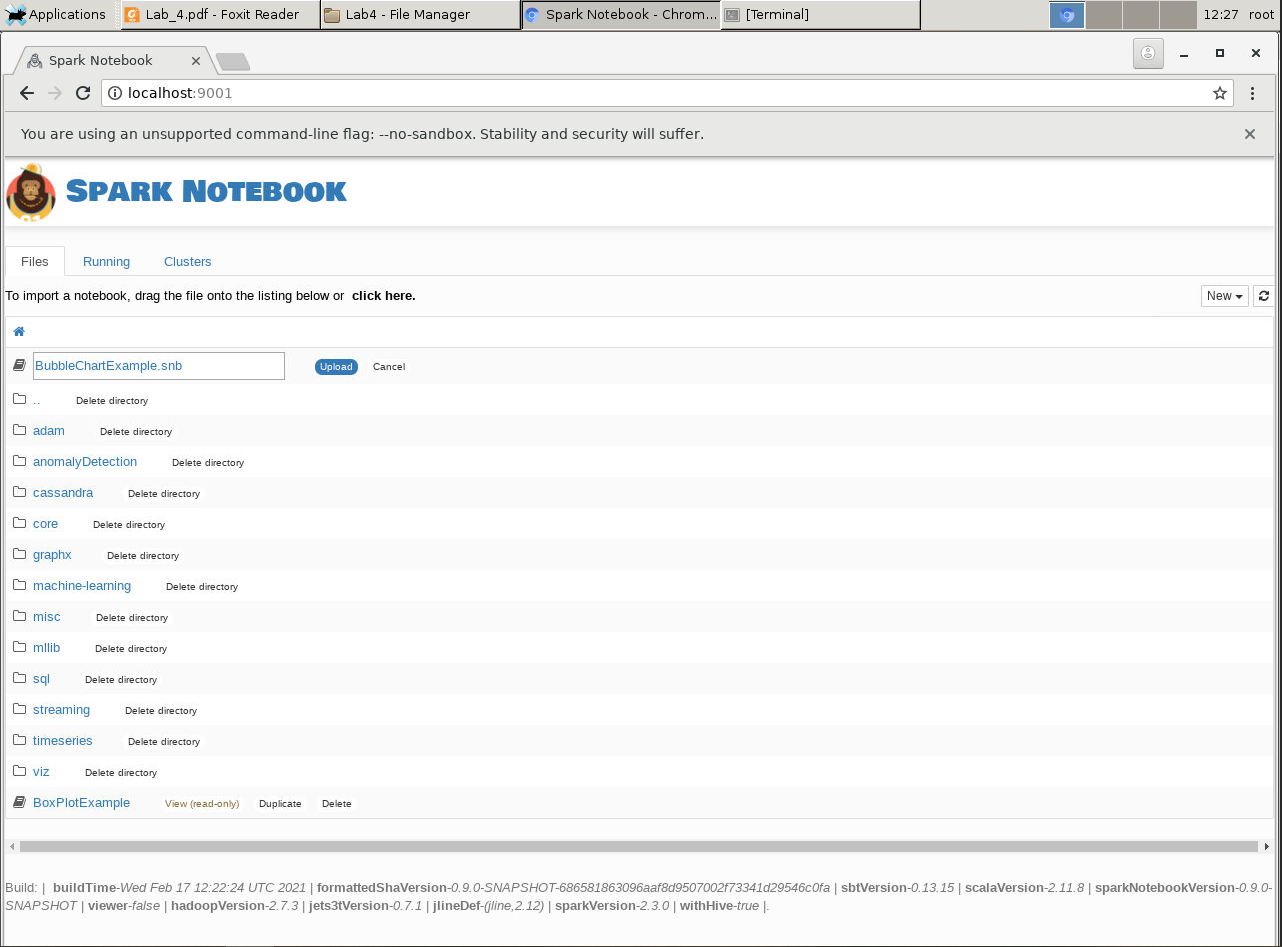 Applications Lab_4.pdf - Foxit Reader Lab4 - File Manager Spark Notebook - Chrom... [Terminal] 12:27 root
Spark Notebook
localhost:9001
You are using an unsupported command-line flag: --no-sandbox. Stability and security will suffer.
Spark Notebook
Files Running Clusters
To import a notebook, drag the file onto the listing below or click here. New
BubbleChartExample.snb Upload Cancel
.. Delete directory
adam Delete directory
anomalyDetection Delete directory
cassandra Delete directory
core Delete directory
graphx Delete directory
machine-learning Delete directory
misc Delete directory
mllib Delete directory
sql Delete directory
streaming Delete directory
timeseries Delete directory
viz Delete directory
BoxPlotExample View (read-only) Duplicate Delete
Build: | buildTime-Wed Feb 17 12:22:24 UTC 2021 | formattedShaVersion-0.9.0-SNAPSHOT-686581863096aaf8d9507002f73341d29546c0fa | sbtVersion-0.13.15 | scalaVersion-2.11.8 | sparkNotebookVersion-0.9.0-
SNAPSHOT | viewer-false | hadoopVersion-2.7.3 | jets3tVersion-0.7.1 | jlineDef-(jline,2.12) | sparkVersion-2.3.0 | withHive-true |.